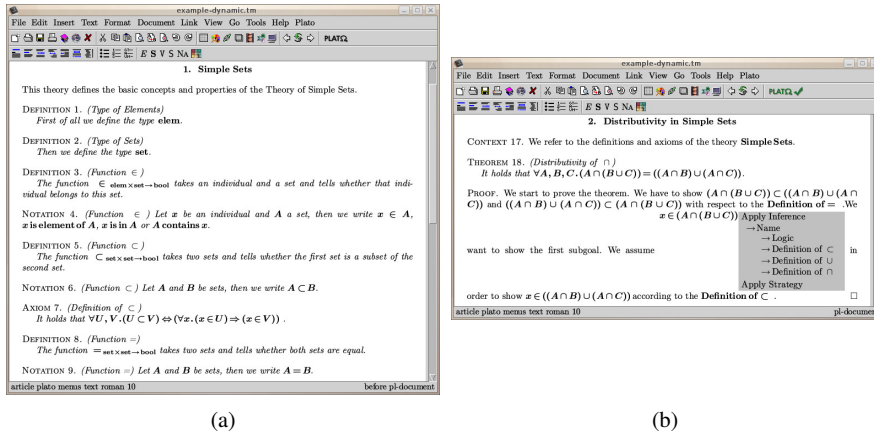 example-dynamic.tm
File Edit Insert Text Format Document Link View Go Tools Help Plato
PLATΩ
E S V S NA
1. Simple Sets
This theory defines the basic concepts and properties of the Theory of Simple Sets.
DEFINITION 1. (Type of Elements)
First of all we define the type elem.
DEFINITION 2. (Type of Sets)
Then we define the type set.
DEFINITION 3. (Function ∈ )
The function ∈ elem×set→bool takes an individual and a set and tells whether that indi-
vidual belongs to this set.
NOTATION 4. (Function ∈ ) Let x be an individual and A a set, then we write x ∈ A,
x is element of A, x is in A or A contains x.
DEFINITION 5. (Function ⊂ )
The function ⊂ set×set→bool takes two sets and tells whether the first set is a subset of the
second set.
NOTATION 6. (Function ⊂ ) Let A and B be sets, then we write A ⊂ B.
AXIOM 7. (Definition of ⊂ )
It holds that ∀U, V.(U ⊂ V) ⇔ (∀x.(x ∈ U) ⇒ (x ∈ V)) .
DEFINITION 8. (Function =)
The function = set×set→bool takes two sets and tells whether both sets are equal.
NOTATION 9. (Function =) Let A and B be sets, then we write A = B.
article plato menus text roman 10 before pl-document
(a)
example-dynamic.tm
File Edit Insert Text Format Document Link View Go Tools Help Plato
PLATΩ
E S V S NA
2. Distributivity in Simple Sets
CONTEXT 17. We refer to the definitions and axioms of the theory Simple Sets.
THEOREM 18. (Distributivity of ∩ )
It holds that ∀A, B, C.(A ∩ (B ∪ C)) = ((A ∩ B) ∪ (A ∩ C)).
PROOF. We start to prove the theorem. We have to show (A ∩ (B ∪ C)) ⊂ ((A ∩ B) ∪ (A ∩
C)) and ((A ∩ B) ∪ (A ∩ C)) ⊂ (A ∩ (B ∪ C)) with respect to the Definition of = .We
x ∈ (A ∩ (B ∪ C)) Apply Inference
→ Name
→ Logic
want to show the first subgoal. We assume → Definition of ⊂ in
→ Definition of ∪
→ Definition of ∩
Apply Strategy
order to show x ∈ ((A ∩ B) ∪ (A ∩ C)) according to the Definition of ⊂ . □
article plato menus text roman 10 pl-documen
(b)